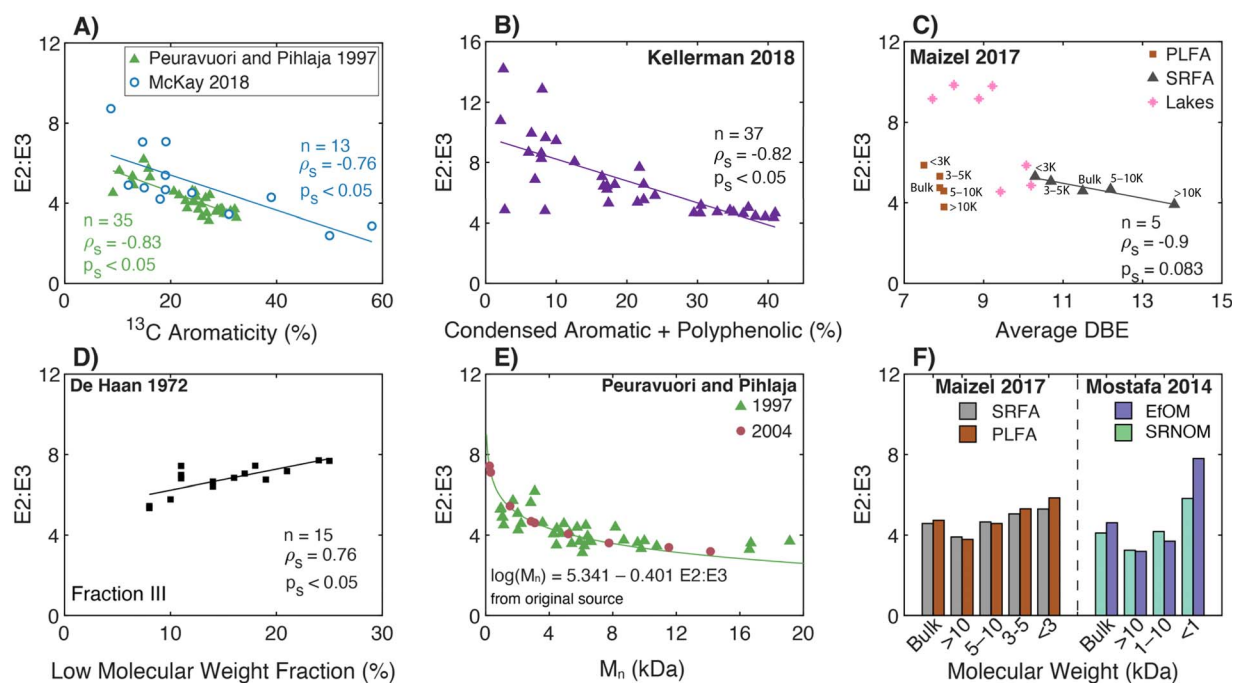 A)
12
8
4
0
E2:E3
Peuravuori and Pihlaja 1997
McKay 2018
n = 13
ρs = -0.76
ps < 0.05
n = 35
ρs = -0.83
ps < 0.05
0 20 40 60
¹³C Aromaticity (%)
B)
16
12
8
4
0
E2:E3
Kellerman 2018
n = 37
ρs = -0.82
ps < 0.05
0 10 20 30 40
Condensed Aromatic + Polyphenolic (%)
C)
12
8
4
0
E2:E3
Maizel 2017
PLFA
SRFA
Lakes
<3K
3-5K
Bulk
5-10K
>10K
<3K
3-5K
Bulk
5-10K
>10K
n = 5
ρs = -0.9
ps = 0.083
7 9 11 13 15
Average DBE
D)
12
8
4
0
E2:E3
De Haan 1972
n = 15
ρs = 0.76
ps < 0.05
Fraction III
0 10 20 30
Low Molecular Weight Fraction (%)
E)
12
8
4
0
E2:E3
Peuravuori and Pihlaja
1997
2004
log(Mₙ) = 5.341 – 0.401 E2:E3
from original source
0 4 8 12 16 20
Mₙ (kDa)
F)
12
8
4
0
E2:E3
Maizel 2017
SRFA
PLFA
Mostafa 2014
EfOM
SRNOM
Bulk >10 5–10 3-5 <3 Bulk >10 1–10 <1
Molecular Weight (kDa)